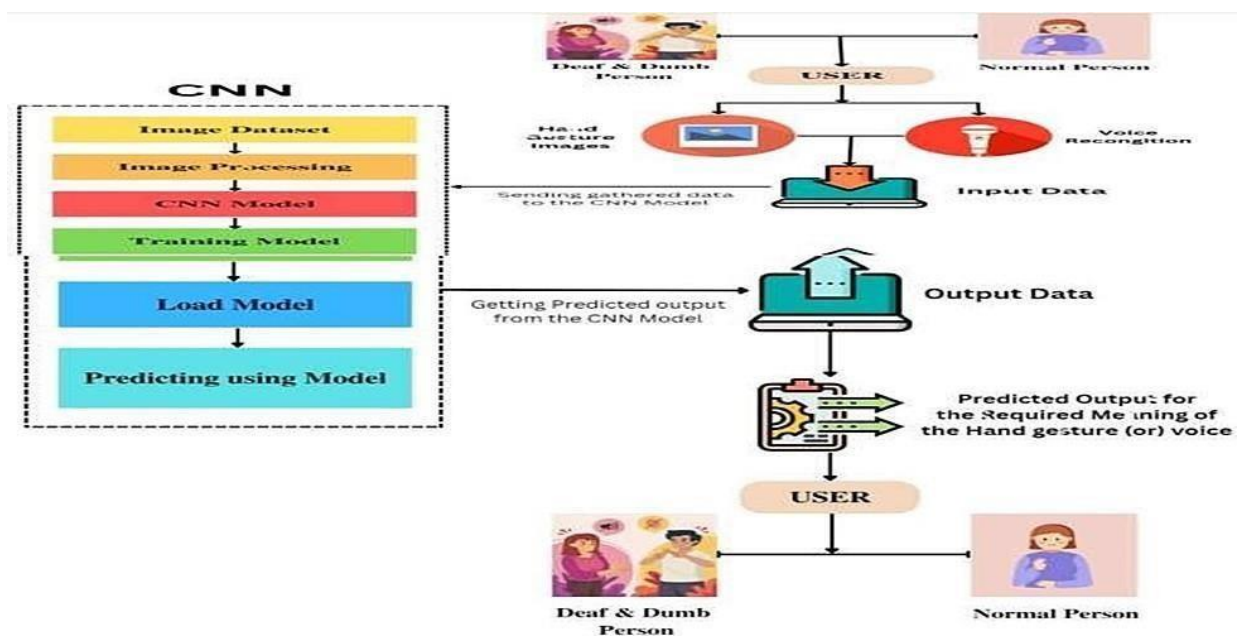 Deaf & Dumb
Person
Normal Person
USER
CNN
Image Dataset
Image Processing
CNN Model
Training Model
Load Model
Predicting using Model
Hand
Gusture
Images
Voice
Recongition
Input Data
Sending gathered data
to the CNN Model
Getting Predicted output
from the CNN Model
Output Data
Predicted Output for
the Required Meaning of
the Hand gesture (or) voice
USER
Deaf & Dumb
Person
Normal Person